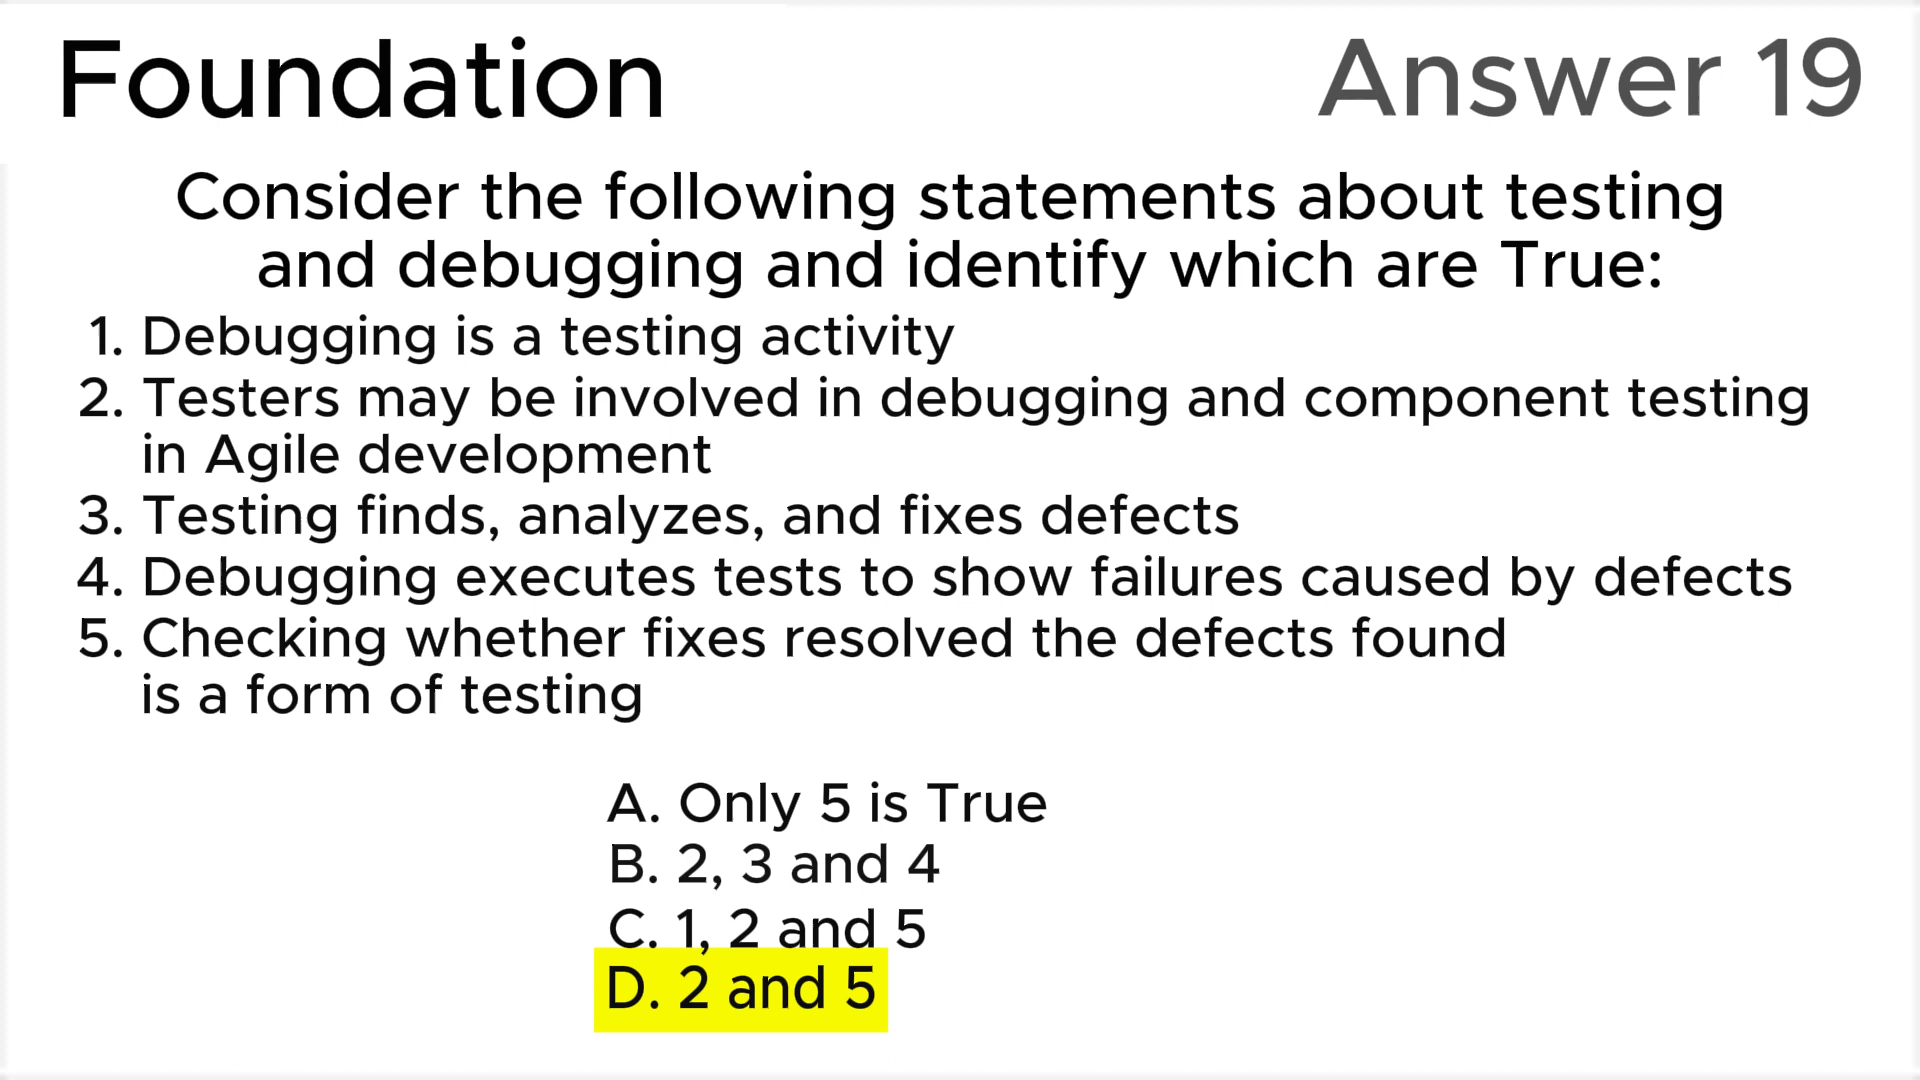 Foundation
Answer 19
Consider the following statements about testing
and debugging and identify which are True:
1. Debugging is a testing activity
2. Testers may be involved in debugging and component testing
in Agile development
3. Testing finds, analyzes, and fixes defects
4. Debugging executes tests to show failures caused by defects
5. Checking whether fixes resolved the defects found
is a form of testing
A. Only 5 is True
B. 2, 3 and 4
C. 1, 2 and 5
D. 2 and 5